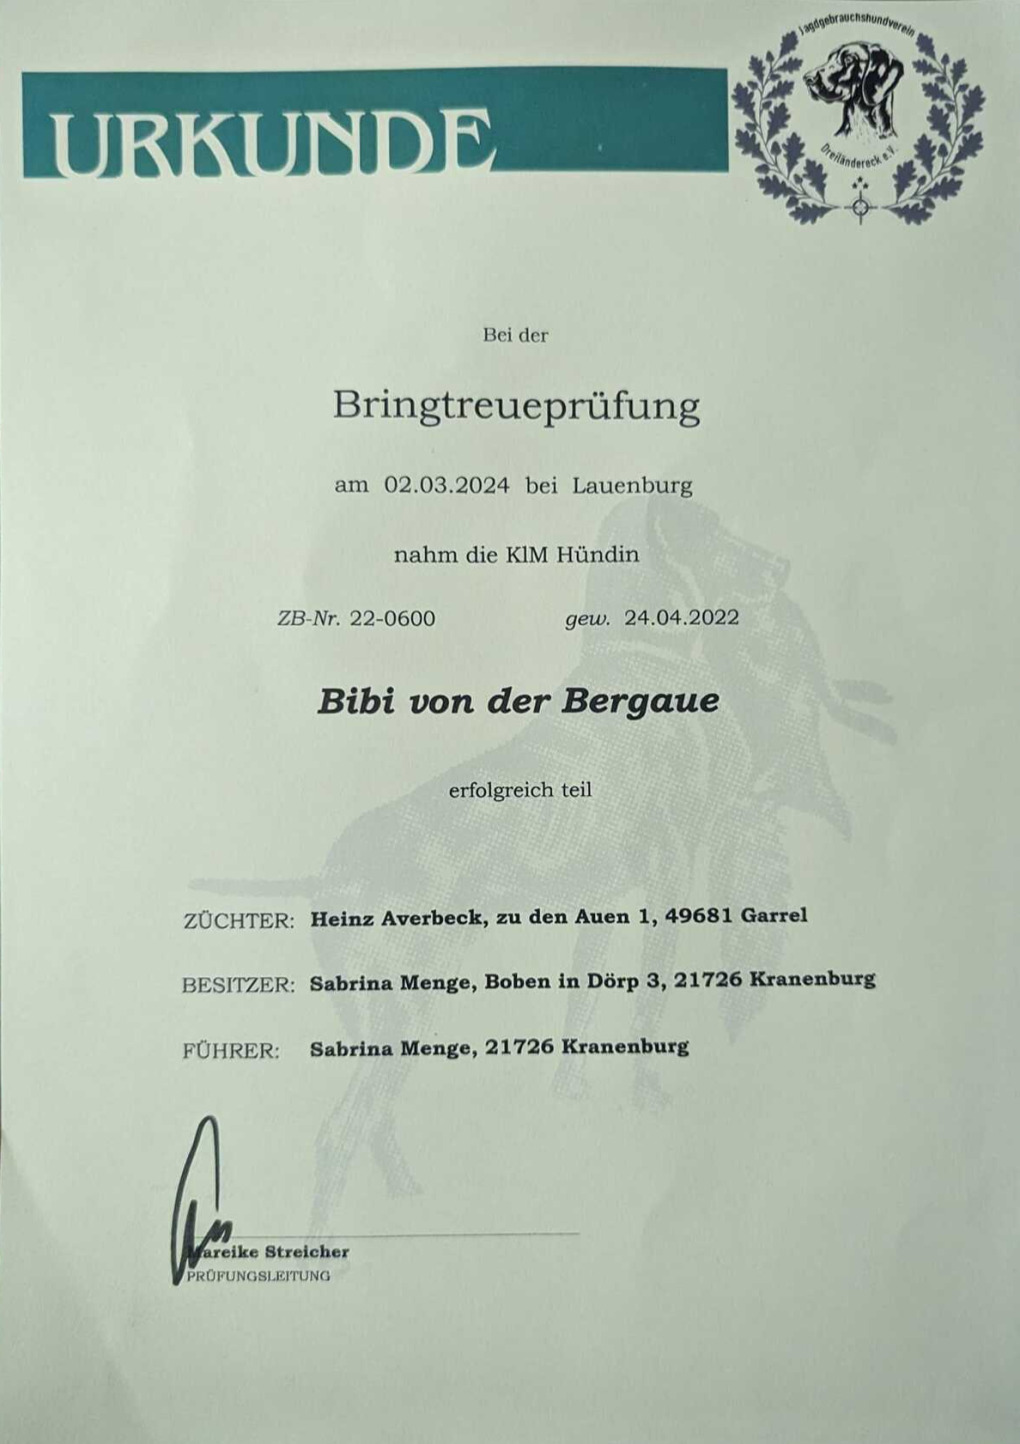 URKUNDE
Jagdgebrauchshundverein
Dreiländereck e.V.
Bei der
Bringtreueprüfung
am 02.03.2024 bei Lauenburg
nahm die KlM Hündin
ZB-Nr. 22-0600 gew. 24.04.2022
Bibi von der Bergaue
erfolgreich teil
ZÜCHTER: Heinz Averbeck, zu den Auen 1, 49681 Garrel
BESITZER: Sabrina Menge, Boben in Dörp 3, 21726 Kranenburg
FÜHRER: Sabrina Menge, 21726 Kranenburg
Mareike Streicher
PRÜFUNGSLEITUNG